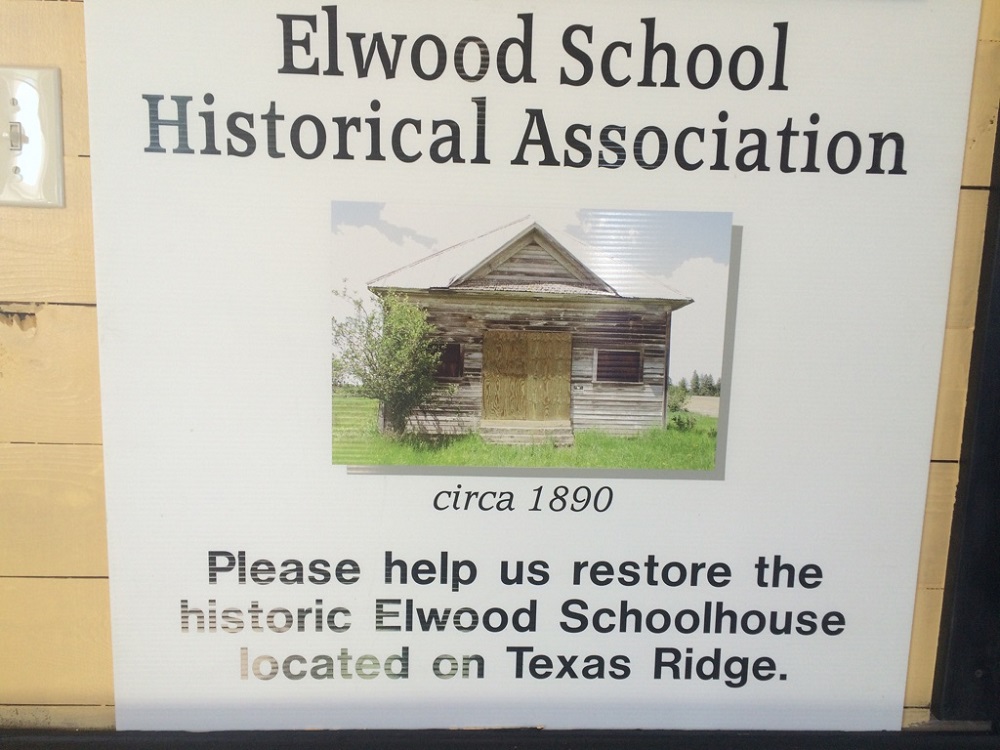 Elwood School
Historical Association
circa 1890
Please help us restore the
historic Elwood Schoolhouse
located on Texas Ridge.